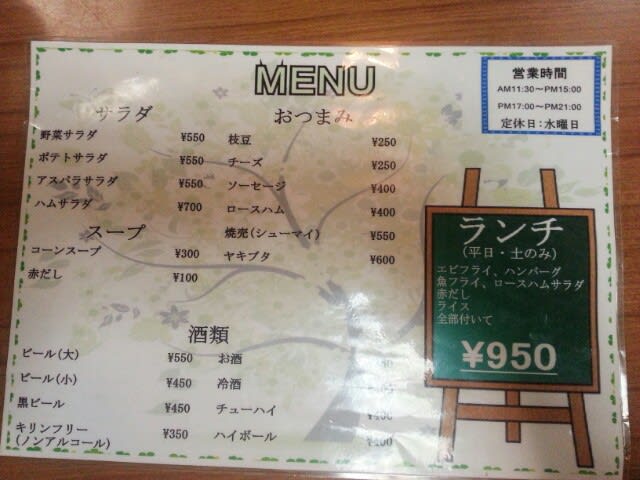 MENU
営業時間
AM11:30～PM15:00
PM17:00～PM21:00
定休日：水曜日
サラダ
野菜サラダ ¥550
ポテトサラダ ¥550
アスパラサラダ ¥550
ハムサラダ ¥700
スープ
コーンスープ ¥300
赤だし ¥100
おつまみ
枝豆 ¥250
チーズ ¥250
ソーセージ ¥400
ロースハム ¥400
焼売(シューマイ) ¥550
ヤキブタ ¥600
酒類
ビール(大) ¥550
ビール(小) ¥450
黒ビール ¥450
キリンフリー
(ノンアルコール) ¥350
お酒
冷酒
チューハイ
ハイボール
ランチ
(平日・土のみ)
エビフライ、ハンバーグ
魚フライ、ロースハムサラダ
赤だし
ライス
全部付いて
¥950